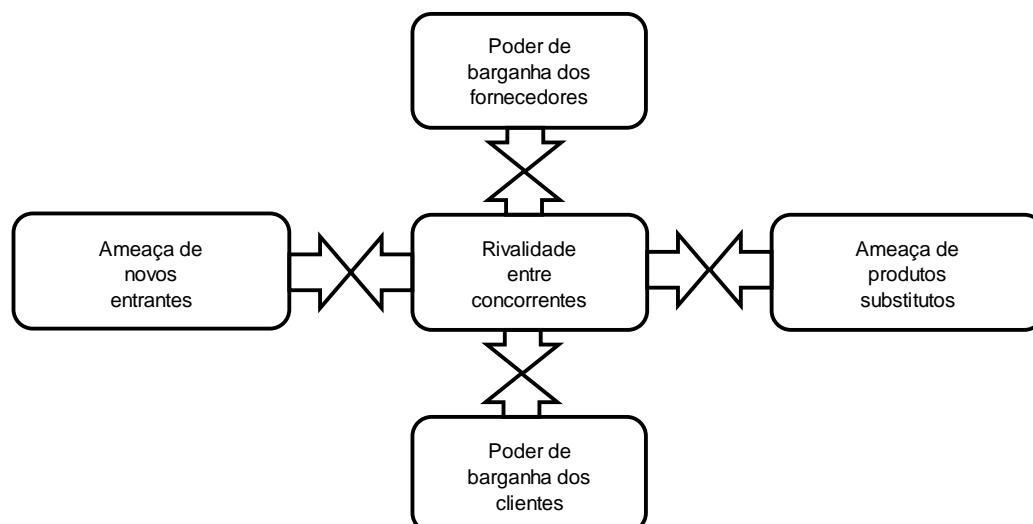 Poder de
barganha dos
fornecedores
Ameaça de
novos
entrantes
Rivalidade
entre
concorrentes
Ameaça de
produtos
substitutos
Poder de
barganha dos
clientes